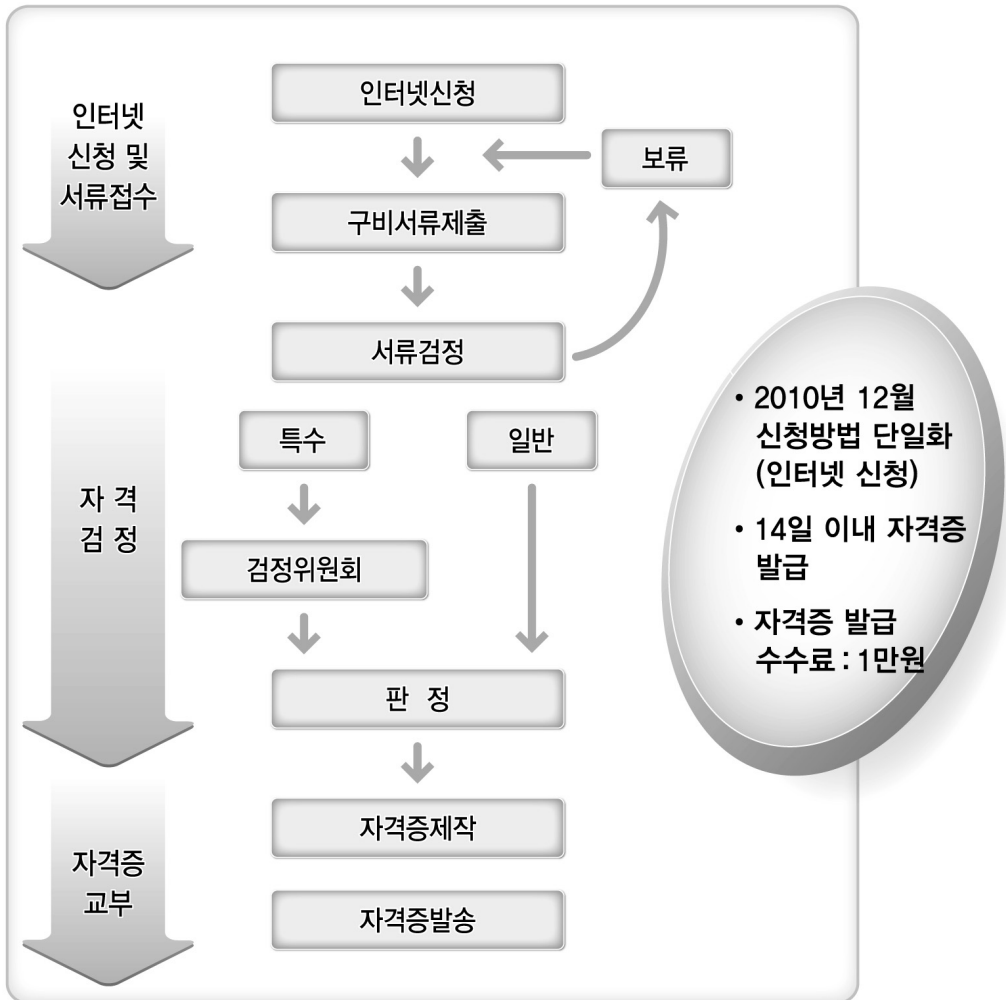 인터넷
신청 및
서류접수
인터넷신청
보류
구비서류제출
서류검정
자 격
검 정
특수
일반
검정위원회
판 정
자격증
교부
자격증제작
자격증발송
• 2010년 12월
신청방법 단일화
(인터넷 신청)
• 14일 이내 자격증
발급
• 자격증 발급
수수료 : 1만원